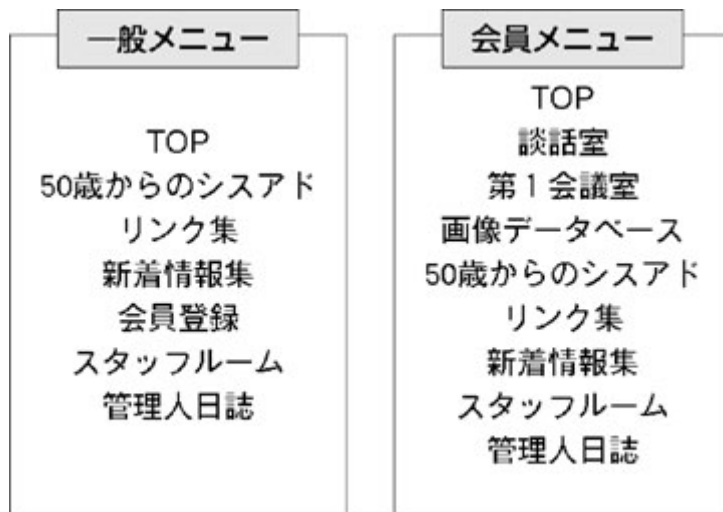 一般メニュー
TOP
50歳からのシスアド
リンク集
新着情報集
会員登録
スタッフルーム
管理人日誌
会員メニュー
TOP
談話室
第1会議室
画像データベース
50歳からのシスアド
リンク集
新着情報集
スタッフルーム
管理人日誌